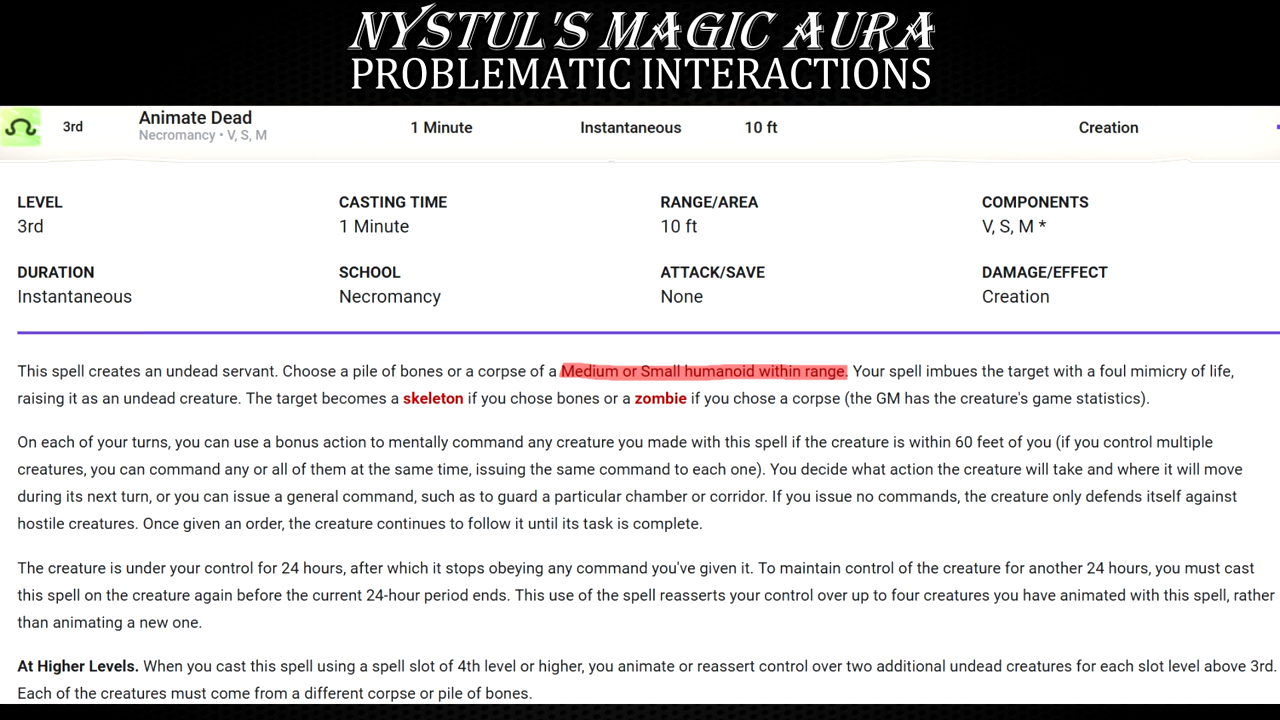 NYSTUL'S MAGIC AURA
PROBLEMATIC INTERACTIONS
3rd Animate Dead 1 Minute Instantaneous 10 ft Creation
Necromancy • V, S, M
LEVEL CASTING TIME RANGE/AREA COMPONENTS
3rd 1 Minute 10 ft V, S, M *
DURATION SCHOOL ATTACK/SAVE DAMAGE/EFFECT
Instantaneous Necromancy None Creation
This spell creates an undead servant. Choose a pile of bones or a corpse of a Medium or Small humanoid within range. Your spell imbues the target with a foul mimicry of life,
raising it as an undead creature. The target becomes a skeleton if you chose bones or a zombie if you chose a corpse (the GM has the creature's game statistics).
On each of your turns, you can use a bonus action to mentally command any creature you made with this spell if the creature is within 60 feet of you (if you control multiple
creatures, you can command any or all of them at the same time, issuing the same command to each one). You decide what action the creature will take and where it will move
during its next turn, or you can issue a general command, such as to guard a particular chamber or corridor. If you issue no commands, the creature only defends itself against
hostile creatures. Once given an order, the creature continues to follow it until its task is complete.
The creature is under your control for 24 hours, after which it stops obeying any command you've given it. To maintain control of the creature for another 24 hours, you must cast
this spell on the creature again before the current 24-hour period ends. This use of the spell reasserts your control over up to four creatures you have animated with this spell, rather
than animating a new one.
At Higher Levels. When you cast this spell using a spell slot of 4th level or higher, you animate or reassert control over two additional undead creatures for each slot level above 3rd.
Each of the creatures must come from a different corpse or pile of bones.